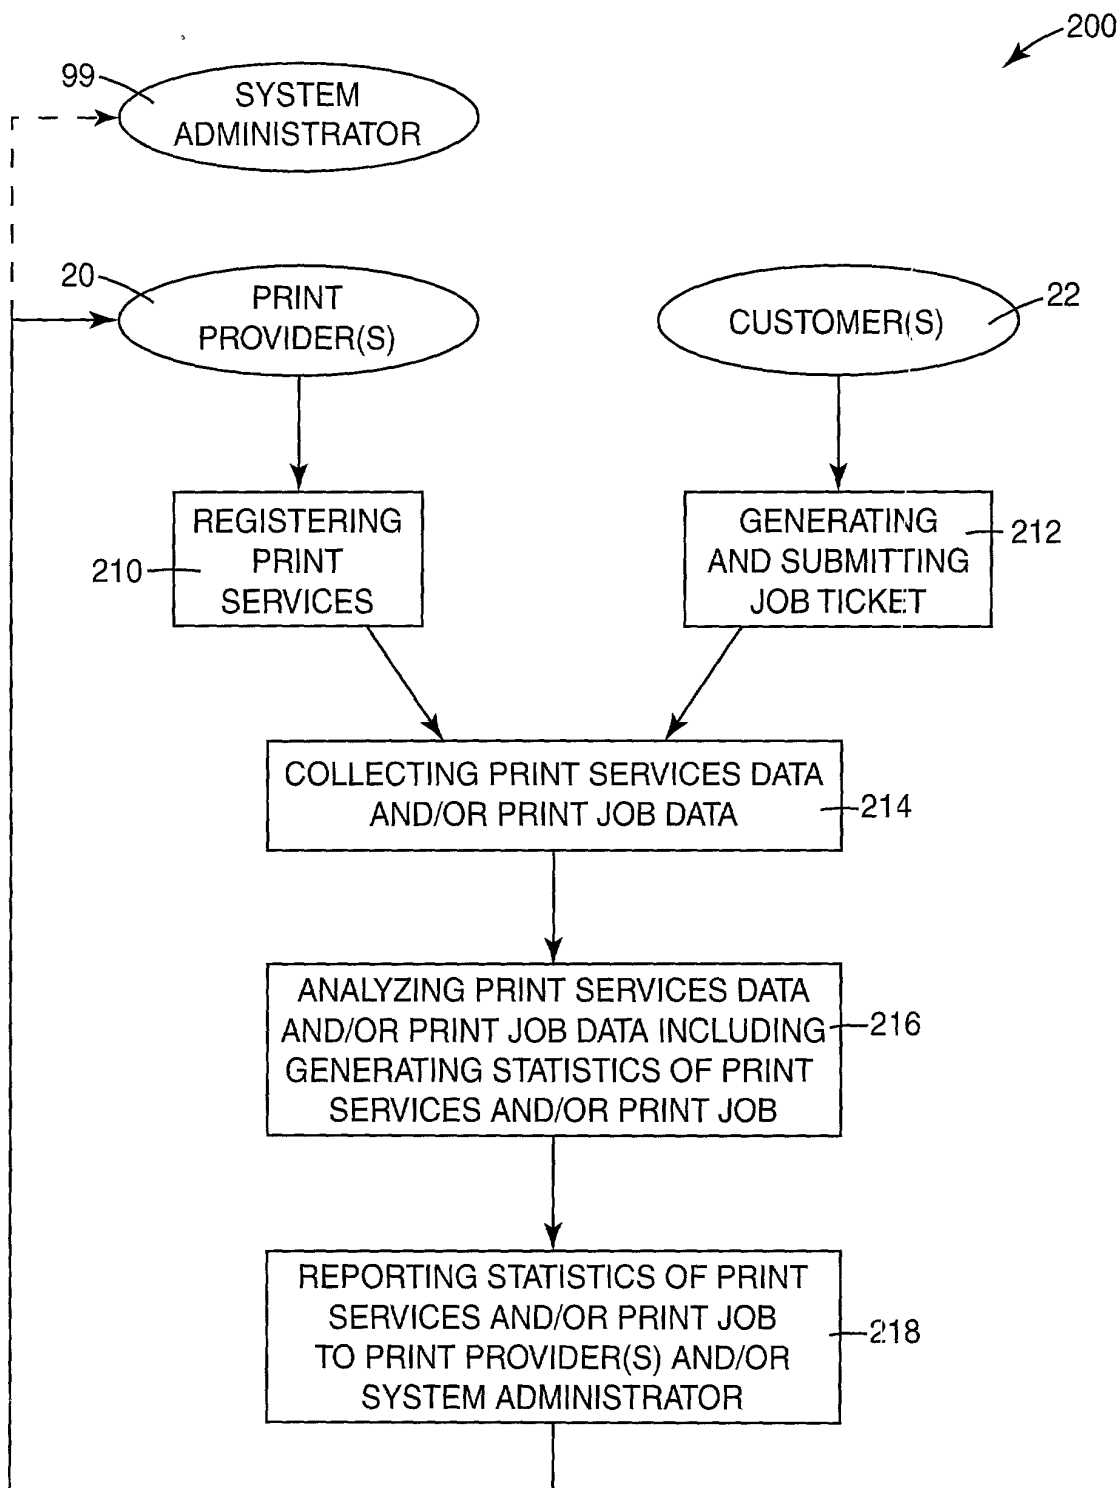 200
99
SYSTEM
ADMINISTRATOR
20
PRINT
PROVIDER(S)
CUSTOMER(S)
22
REGISTERING
PRINT
SERVICES
210
GENERATING
AND SUBMITTING
JOB TICKET
212
COLLECTING PRINT SERVICES DATA
AND/OR PRINT JOB DATA
214
ANALYZING PRINT SERVICES DATA
AND/OR PRINT JOB DATA INCLUDING
GENERATING STATISTICS OF PRINT
SERVICES AND/OR PRINT JOB
216
REPORTING STATISTICS OF PRINT
SERVICES AND/OR PRINT JOB
TO PRINT PROVIDER(S) AND/OR
SYSTEM ADMINISTRATOR
218